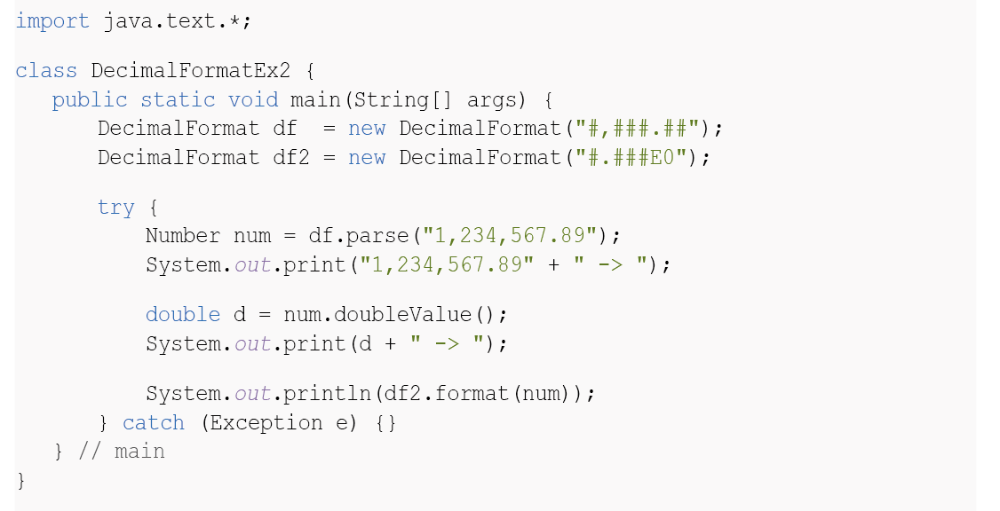 import java.text.*;
class DecimalFormatEx2 {
public static void main(String[] args) {
DecimalFormat df  = new DecimalFormat("#,###.##");
DecimalFormat df2 = new DecimalFormat("#.###E0");
try {
Number num = df.parse("1,234,567.89");
System.out.print("1,234,567.89" + " -> ");
double d = num.doubleValue();
System.out.print(d + " -> ");
System.out.println(df2.format(num));
} catch (Exception e) {}
} // main
}